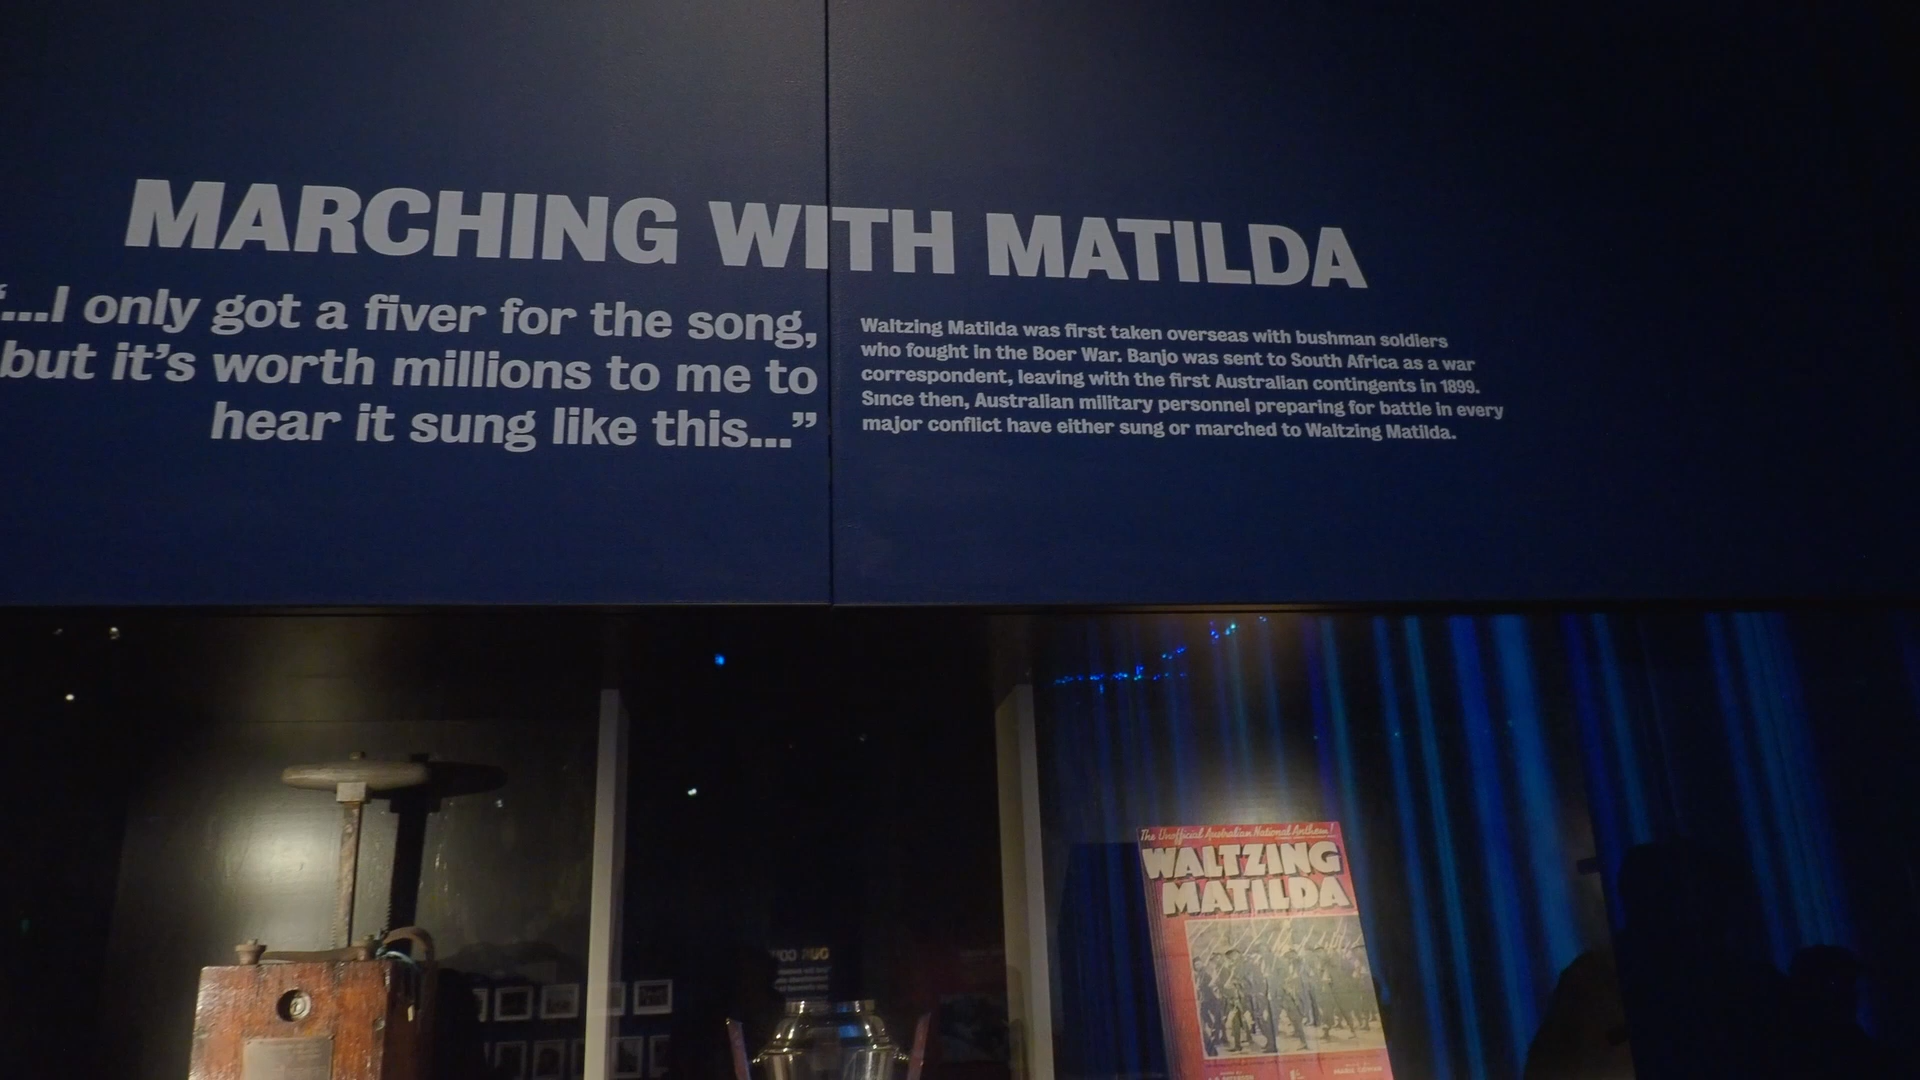 MARCHING WITH MATILDA
“...I only got a fiver for the song,
but it’s worth millions to me to
hear it sung like this...”
Waltzing Matilda was first taken overseas with bushman soldiers
who fought in the Boer War. Banjo was sent to South Africa as a war
correspondent, leaving with the first Australian contingents in 1899.
Since then, Australian military personnel preparing for battle in every
major conflict have either sung or marched to Waltzing Matilda.
The Unofficial Australian National Anthem!
WALTZING
MATILDA
MARIE COWAN